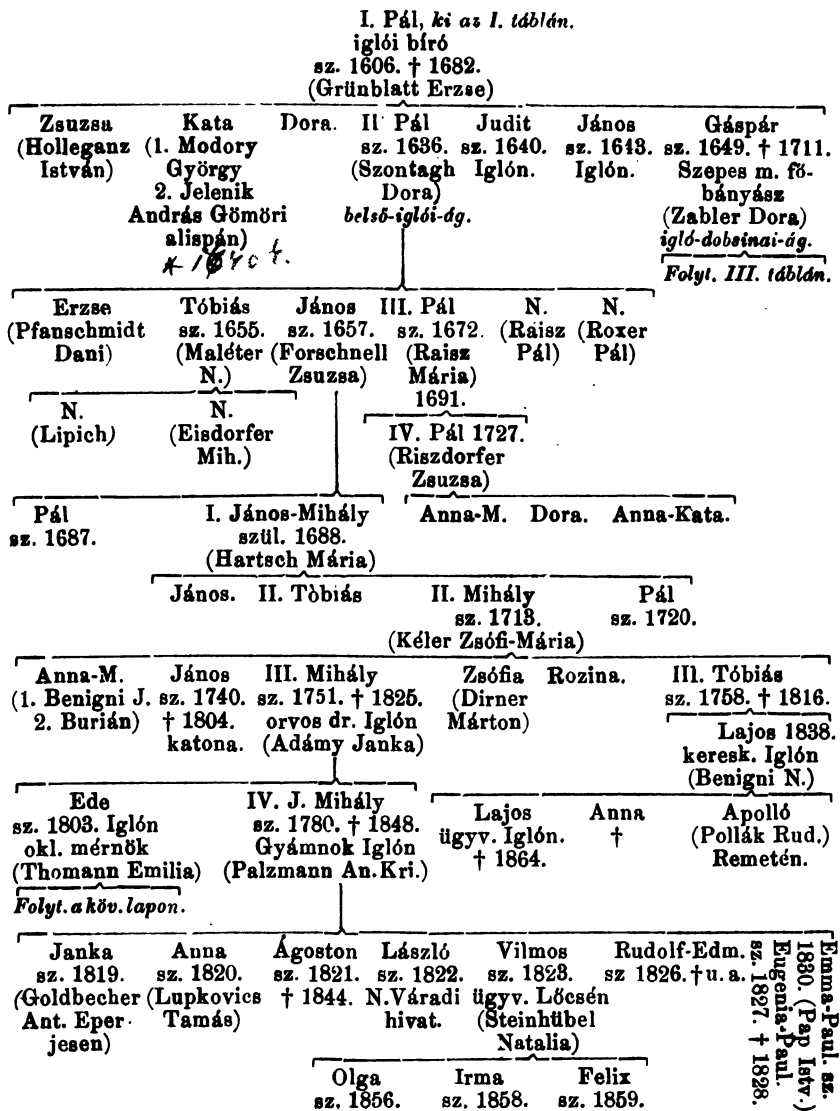 I. Pál, ki az I. táblán.
iglói bíró
sz. 1606. † 1682.
(Grünblatt Erzse)
Zsuzsa Kata Dora. II Pál Judit János Gáspár
(Holleganz (1. Modory sz. 1636. sz. 1640. sz. 1643. sz. 1649. † 1711.
István) György (Szontagh Iglón. Iglón. Szepes m. fő-
2. Jelenik Dora) bányász
András Gömöri belső-iglói-ág. (Zabler Dora)
alispán) igló-dobsinai-ág.
Folyt. III. táblán.
Erzse Tóbiás János III. Pál N. N.
(Pfanschmidt sz. 1655. sz. 1657. sz. 1672. (Raisz (Roxer
Dani) (Maléter (Forschnell (Raisz Pál) Pál)
N.) Zsuzsa) Mária)
1691.
N. N. IV. Pál 1727.
(Lipich) (Eisdorfer (Riszdorfer
Mih.) Zsuzsa)
Pál I. János-Mihály Anna-M. Dora. Anna-Kata.
sz. 1687. szül. 1688.
(Hartsch Mária)
János. II. Tòbiás II. Mihály Pál
sz. 1713. sz. 1720.
(Kéler Zsófi-Mária)
Anna-M. János III. Mihály Zsófia Rozina. III. Tóbiás
(1. Benigni J. sz. 1740. sz. 1751. † 1825. (Dirner sz. 1758. † 1816.
2. Burián) † 1804. orvos dr. Iglón Márton) Lajos 1838.
katona. (Adámy Janka) keresk. Iglón
(Benigni N.)
Ede IV. J. Mihály Lajos Anna Apolló
sz. 1803. Iglón sz. 1780. † 1848. ügyv. Iglón. † (Pollák Rud.)
okl. mérnök Gyámnok Iglón † 1864. Remetén.
(Thomann Emilia) (Palzmann An. Kri.)
Folyt. a köv. lapon.
Janka Anna Ágoston László Vilmos Rudolf-Edm.
sz. 1819. sz. 1820. sz. 1821. sz. 1822. sz. 1823. sz 1826. † u. a.
(Goldbecher (Lupkovics † 1844. N.Váradi ügyv. Lőcsén
Ant. Eper- Tamás) hivat. (Steinhübel
jesen) Natalia)
Emma-Paul. sz.
1830. (Pap Istv.)
Eugenia-Paul.
sz. 1827. † 1828.
Olga Irma Felix
sz. 1856. sz. 1858. sz. 1859.